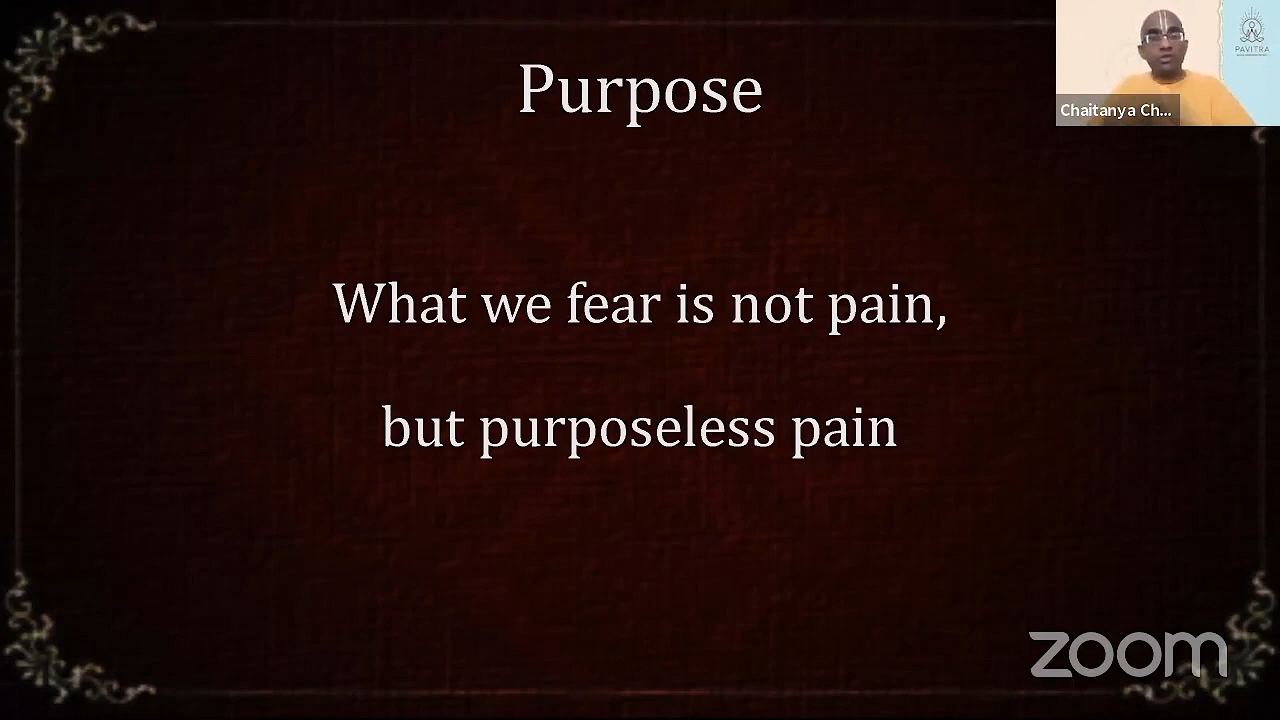 Purpose
PAVITRA
Chaitanya Ch...
What we fear is not pain,
but purposeless pain
zoom